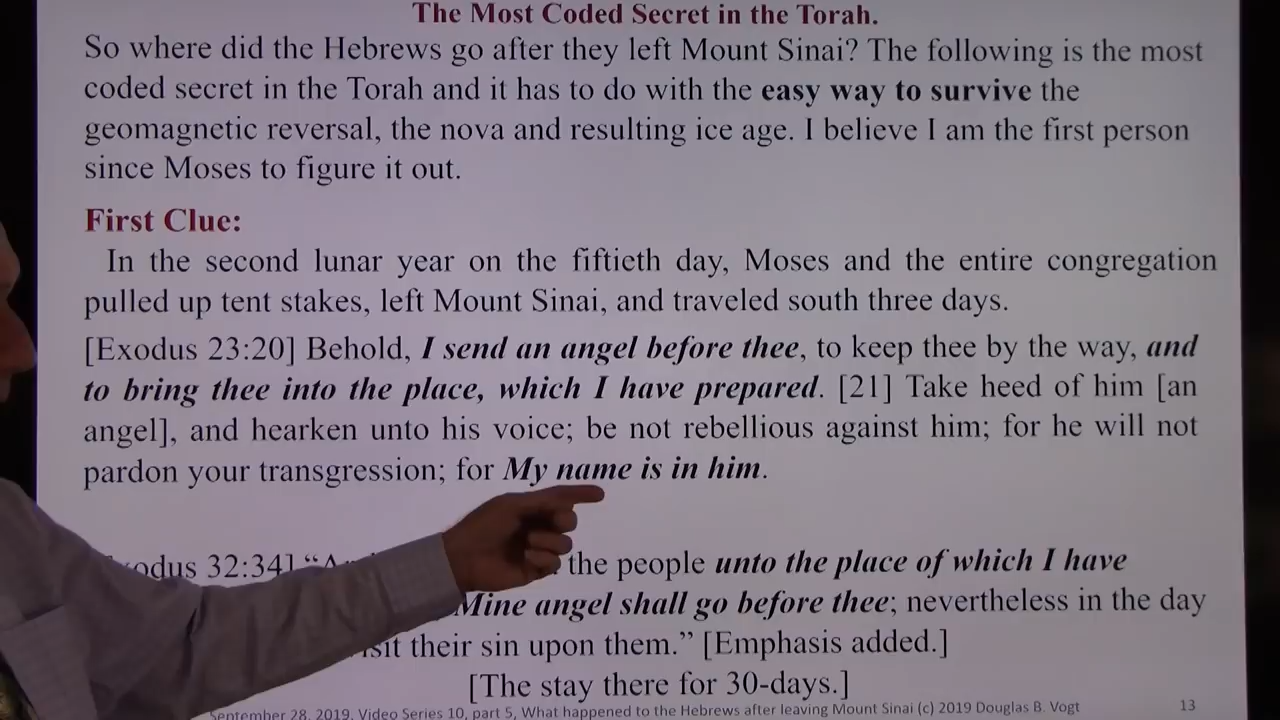 The Most Coded Secret in the Torah.
So where did the Hebrews go after they left Mount Sinai? The following is the most
coded secret in the Torah and it has to do with the easy way to survive the
geomagnetic reversal, the nova and resulting ice age. I believe I am the first person
since Moses to figure it out.
First Clue:
In the second lunar year on the fiftieth day, Moses and the entire congregation
pulled up tent stakes, left Mount Sinai, and traveled south three days.
[Exodus 23:20] Behold, I send an angel before thee, to keep thee by the way, and
to bring thee into the place, which I have prepared. [21] Take heed of him [an
angel], and hearken unto his voice; be not rebellious against him; for he will not
pardon your transgression; for My name is in him.
32:34] the people unto the place of which I have
Mine angel shall go before thee; nevertheless in the day
their sin upon them.” [Emphasis added.]
[The stay there for 30-days.]
September 28, 2019, Video Series 10, part 5, What happened to the Hebrews after leaving Mount Sinai (c) 2019 Douglas B. Vogt
13